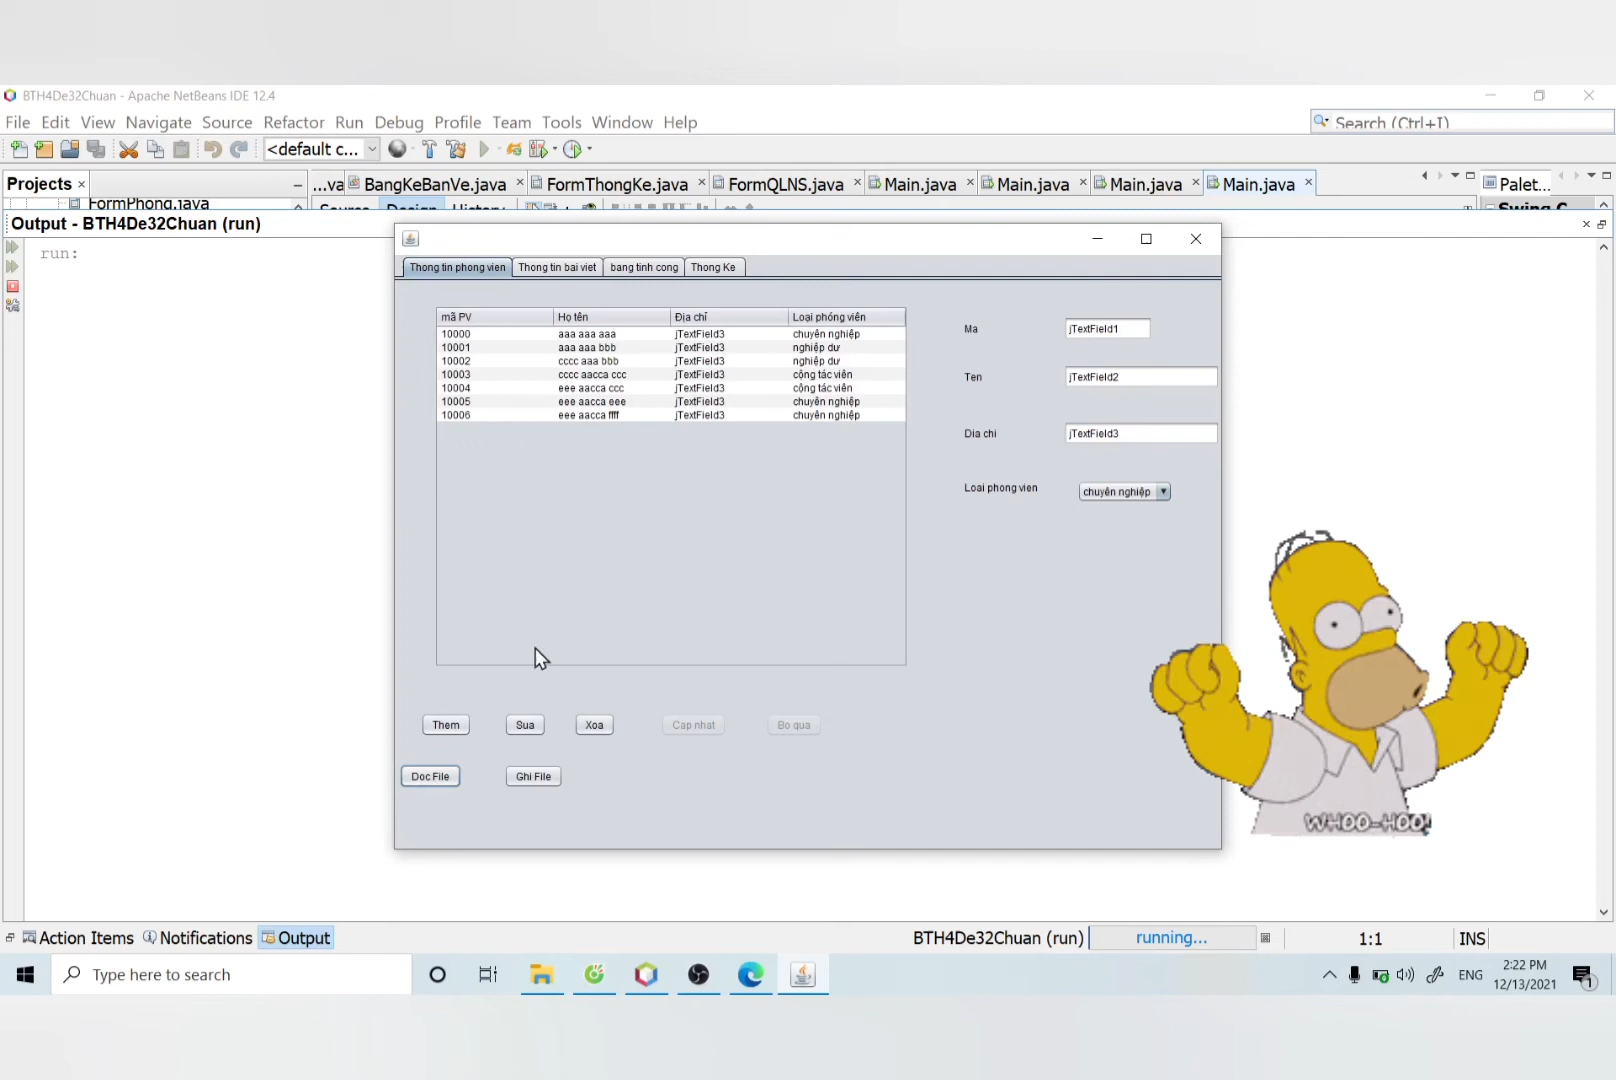 BTH4De32Chuan - Apache NetBeans IDE 12.4
File Edit View Navigate Source Refactor Run Debug Profile Team Tools Window Help
Search (Ctrl+I)
<default c...
Projects
...va BangKeBanVe.java FormThongKe.java FormQLNS.java Main.java Main.java Main.java Main.java
Palet...
FormPhong.java
Source Design History
Swing C
Output - BTH4De32Chuan (run)
run:
Thong tin phong vien Thong tin bai viet bang tinh cong Thong Ke
mã PV Họ tên Địa chỉ Loại phóng viên
10000 aaa aaa aaa jTextField3 chuyên nghiệp
10001 aaa aaa bbb jTextField3 nghiệp dư
10002 cccc aaa bbb jTextField3 nghiệp dư
10003 cccc aacca ccc jTextField3 cộng tác viên
10004 eee aacca ccc jTextField3 cộng tác viên
10005 eee aacca eee jTextField3 chuyên nghiệp
10006 eee aacca ffff jTextField3 chuyên nghiệp
Ma jTextField1
Ten jTextField2
Dia chi jTextField3
Loai phong vien chuyên nghiệp
Them Sua Xoa Cap nhat Bo qua
Doc File Ghi File
WHOO-HOO!
Action Items Notifications Output
BTH4De32Chuan (run) running... 1:1 INS
Type here to search
ENG
2:22 PM
12/13/2021
1